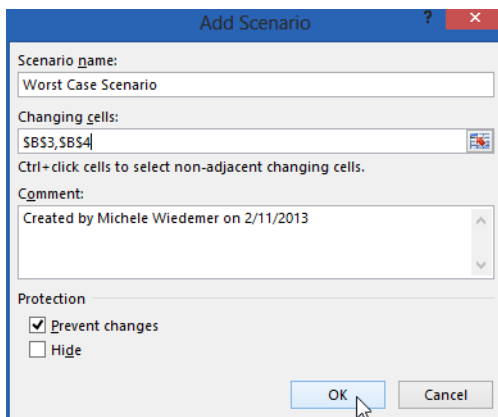 Add Scenario
? ×
Scenario name:
Worst Case Scenario
Changing cells:
$B$3,$B$4
Ctrl+click cells to select non-adjacent changing cells.
Comment:
Created by Michele Wiedemer on 2/11/2013
Protection
Prevent changes
Hide
OK Cancel